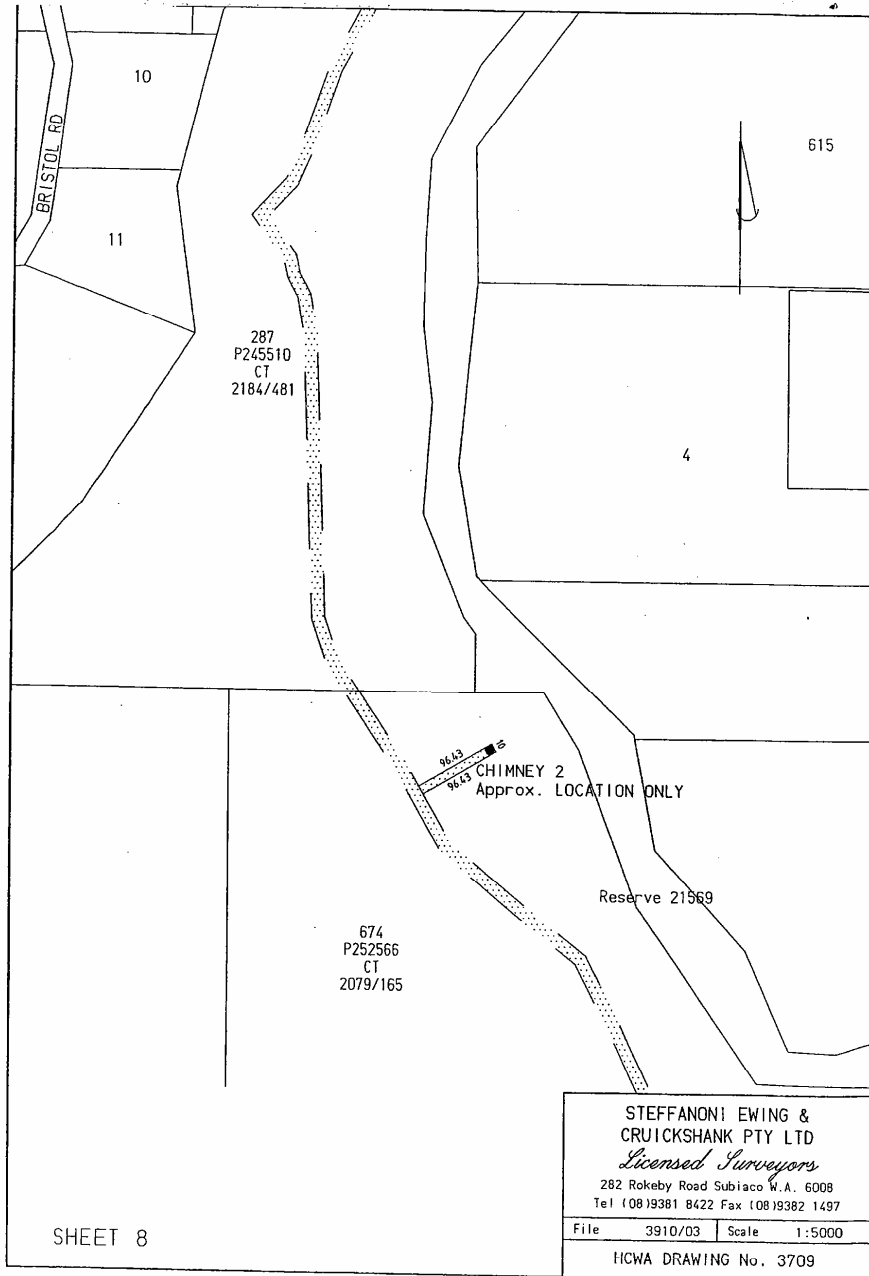 10
BRISTOL RD
615
11
287
P245510
CT
2184/481
4
96.43
10
96.43
CHIMNEY 2
Approx. LOCATION ONLY
Reserve 21569
674
P252566
CT
2079/165
STEFFANONI EWING &
CRUICKSHANK PTY LTD
Licensed Surveyors
282 Rokeby Road Subiaco W.A. 6008
Tel (08)9381 8422 Fax (08)9382 1497
File 3910/03 Scale 1:5000
HCWA DRAWING No. 3709
SHEET 8